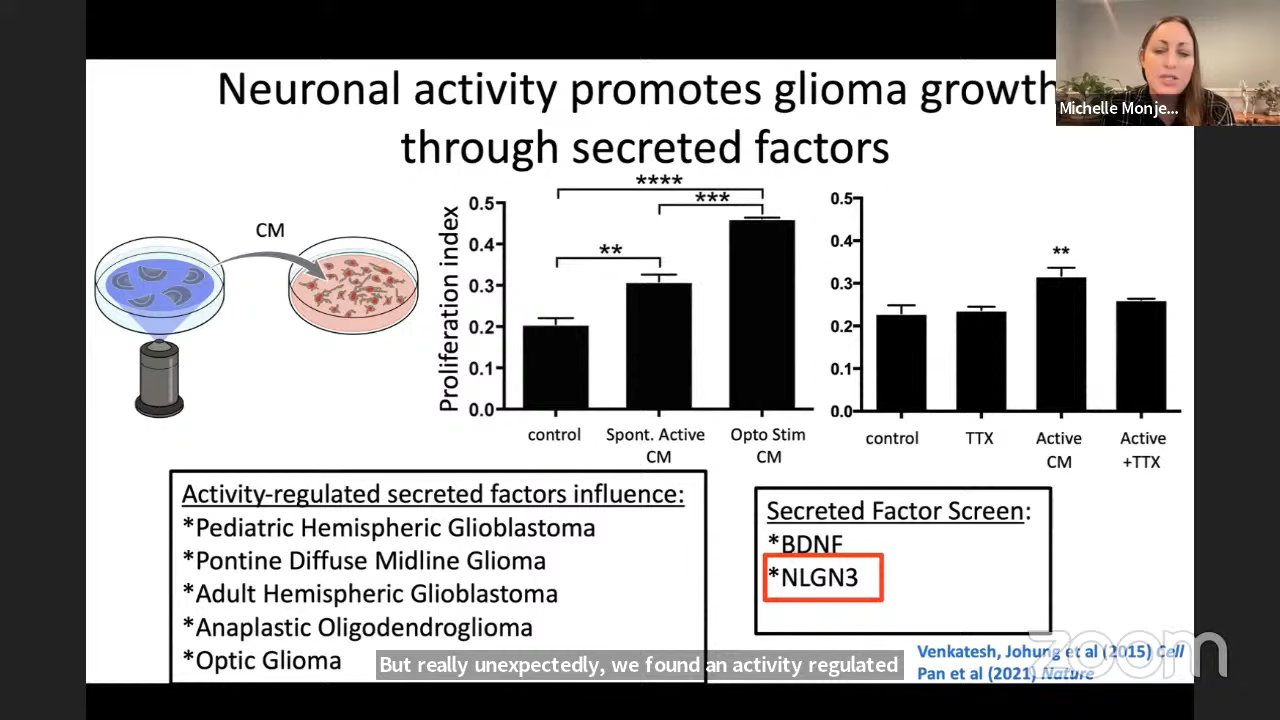 Neuronal activity promotes glioma growth
through secreted factors
Michelle Monje...
CM
Proliferation index
0.5
0.4
0.3
0.2
0.1
0.0
****
***
**
control
Spont. Active
CM
Opto Stim
CM
0.5
0.4
0.3
0.2
0.1
0.0
**
control
TTX
Active
CM
Active
+TTX
Activity-regulated secreted factors influence:
*Pediatric Hemispheric Glioblastoma
*Pontine Diffuse Midline Glioma
*Adult Hemispheric Glioblastoma
*Anaplastic Oligodendroglioma
*Optic Glioma
Secreted Factor Screen:
*BDNF
*NLGN3
But really unexpectedly, we found an activity regulated
Venkatesh, Johung et al (2015) Cell
Pan et al (2021) Nature
zoom